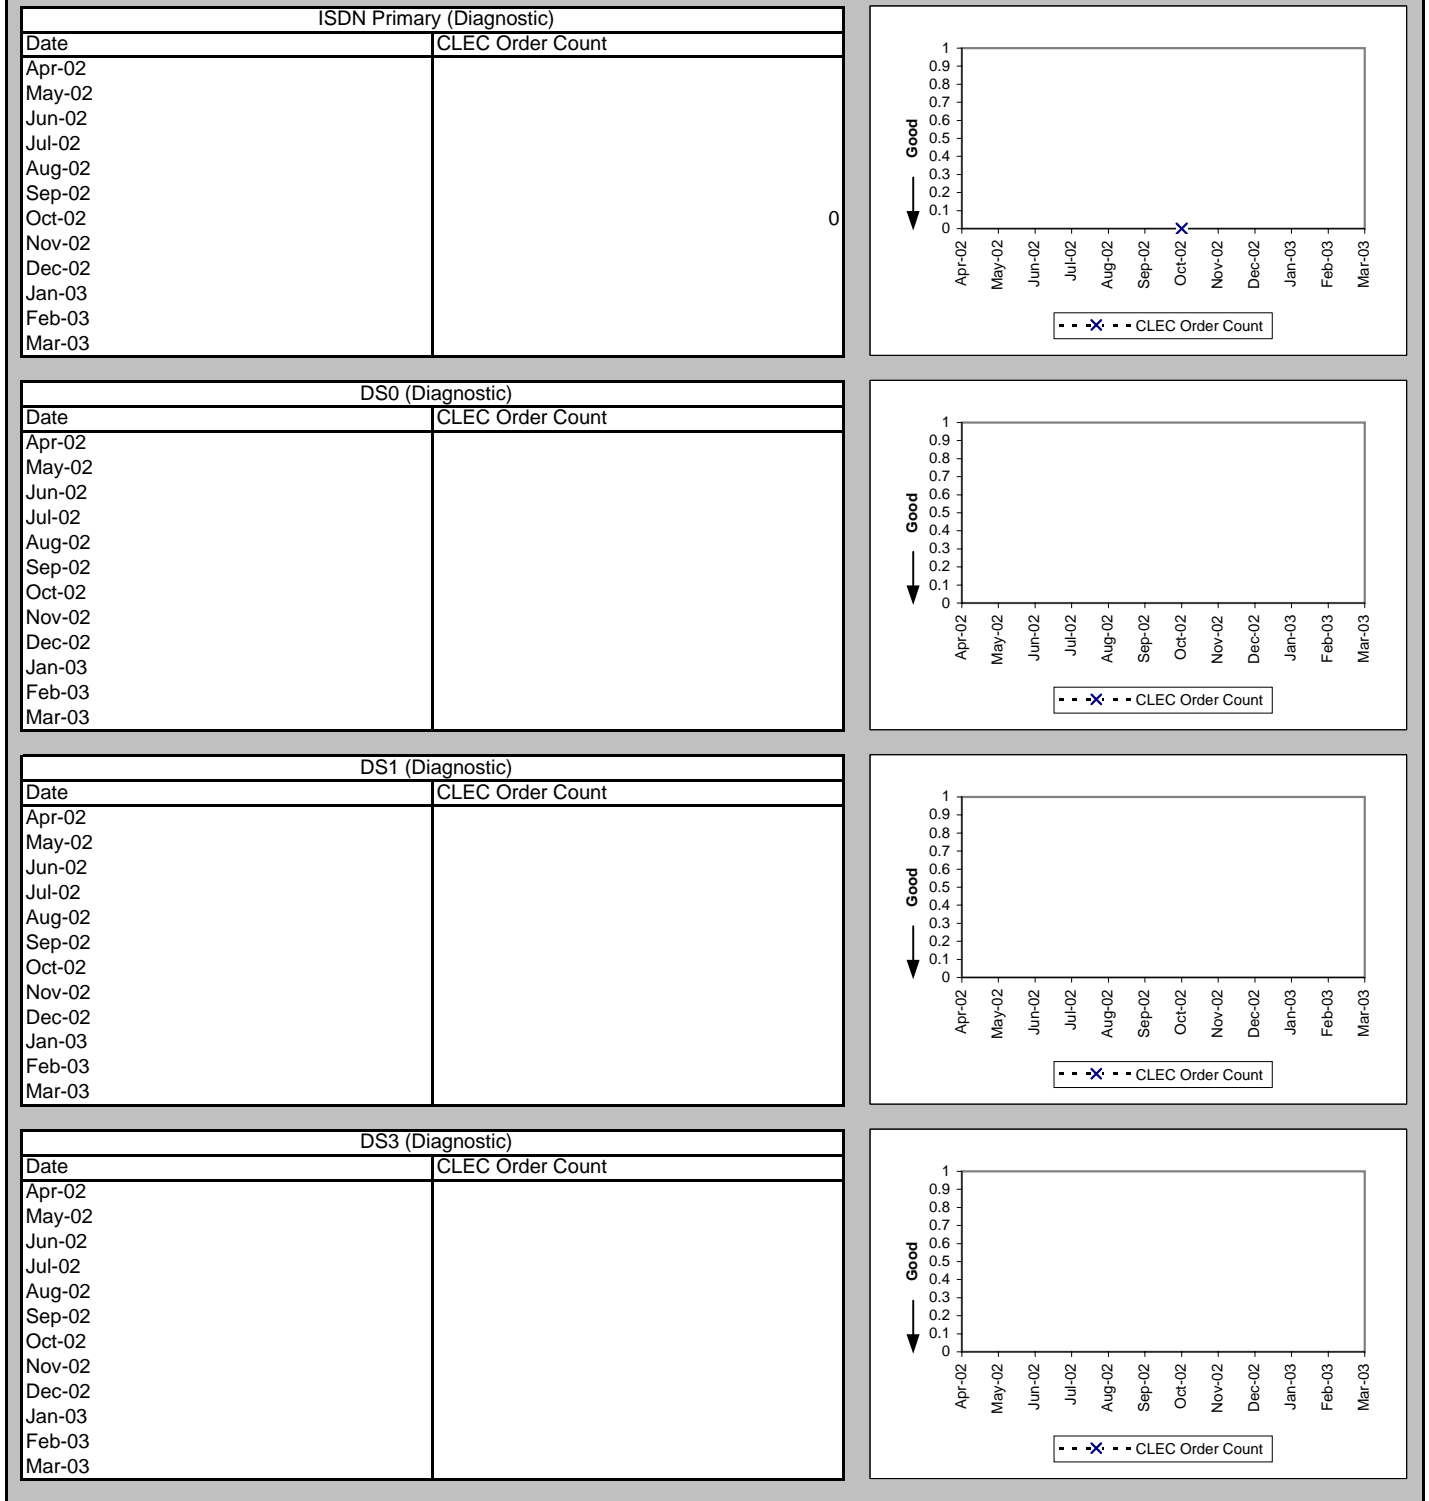 ISDN Primary (Diagnostic)
Date CLEC Order Count
Apr-02
May-02
Jun-02
Jul-02
Aug-02
Sep-02
Oct-02 0
Nov-02
Dec-02
Jan-03
Feb-03
Mar-03
1
0.9
0.8
0.7
0.6
0.5
0.4
0.3
0.2
0.1
0
Good
Apr-02
May-02
Jun-02
Jul-02
Aug-02
Sep-02
Oct-02
Nov-02
Dec-02
Jan-03
Feb-03
Mar-03
CLEC Order Count
DS0 (Diagnostic)
Date CLEC Order Count
Apr-02
May-02
Jun-02
Jul-02
Aug-02
Sep-02
Oct-02
Nov-02
Dec-02
Jan-03
Feb-03
Mar-03
1
0.9
0.8
0.7
0.6
0.5
0.4
0.3
0.2
0.1
0
Good
Apr-02
May-02
Jun-02
Jul-02
Aug-02
Sep-02
Oct-02
Nov-02
Dec-02
Jan-03
Feb-03
Mar-03
CLEC Order Count
DS1 (Diagnostic)
Date CLEC Order Count
Apr-02
May-02
Jun-02
Jul-02
Aug-02
Sep-02
Oct-02
Nov-02
Dec-02
Jan-03
Feb-03
Mar-03
1
0.9
0.8
0.7
0.6
0.5
0.4
0.3
0.2
0.1
0
Good
Apr-02
May-02
Jun-02
Jul-02
Aug-02
Sep-02
Oct-02
Nov-02
Dec-02
Jan-03
Feb-03
Mar-03
CLEC Order Count
DS3 (Diagnostic)
Date CLEC Order Count
Apr-02
May-02
Jun-02
Jul-02
Aug-02
Sep-02
Oct-02
Nov-02
Dec-02
Jan-03
Feb-03
Mar-03
1
0.9
0.8
0.7
0.6
0.5
0.4
0.3
0.2
0.1
0
Good
Apr-02
May-02
Jun-02
Jul-02
Aug-02
Sep-02
Oct-02
Nov-02
Dec-02
Jan-03
Feb-03
Mar-03
CLEC Order Count